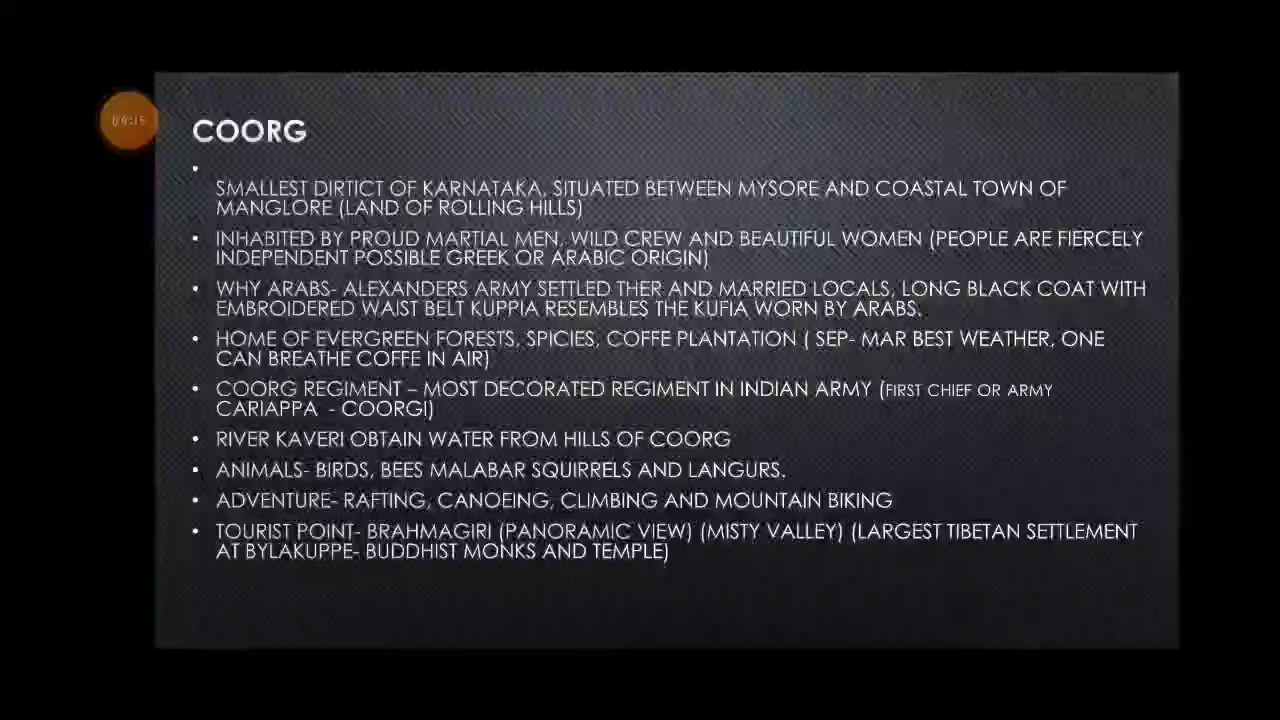 COORG
SMALLEST DIRTICT OF KARNATAKA, SITUATED BETWEEN MYSORE AND COASTAL TOWN OF
MANGLORE (LAND OF ROLLING HILLS)
• INHABITED BY PROUD MARTIAL MEN, WILD CREW AND BEAUTIFUL WOMEN (PEOPLE ARE FIERCELY
INDEPENDENT POSSIBLE GREEK OR ARABIC ORIGIN)
• WHY ARABS- ALEXANDERS ARMY SETTLED THER AND MARRIED LOCALS, LONG BLACK COAT WITH
EMBROIDERED WAIST BELT KUPPIA RESEMBLES THE KUFIA WORN BY ARABS.
• HOME OF EVERGREEN FORESTS, SPICIES, COFFE PLANTATION ( SEP- MAR BEST WEATHER, ONE
CAN BREATHE COFFE IN AIR)
• COORG REGIMENT – MOST DECORATED REGIMENT IN INDIAN ARMY (FIRST CHIEF OR ARMY
CARIAPPA - COORGI)
• RIVER KAVERI OBTAIN WATER FROM HILLS OF COORG
• ANIMALS- BIRDS, BEES MALABAR SQUIRRELS AND LANGURS.
• ADVENTURE- RAFTING, CANOEING, CLIMBING AND MOUNTAIN BIKING
• TOURIST POINT- BRAHMAGIRI (PANORAMIC VIEW) (MISTY VALLEY) (LARGEST TIBETAN SETTLEMENT
AT BYLAKUPPE- BUDDHIST MONKS AND TEMPLE)